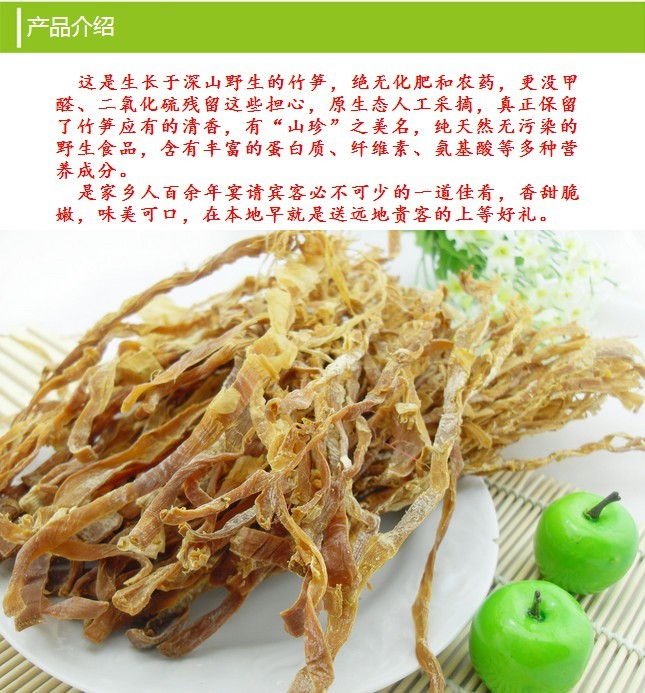 产品介绍
这是生长于深山野生的竹笋，绝无化肥和农药，更没甲
醛、二氧化硫残留这些担心，原生态人工采摘，真正保留
了竹笋应有的清香，有“山珍”之美名，纯天然无污染的
野生食品，含有丰富的蛋白质、纤维素、氨基酸等多种营
养成分。
是家乡人百余年宴请宾客必不可少的一道佳肴，香甜脆
嫩，味美可口，在本地早就是送远地贵客的上等好礼。